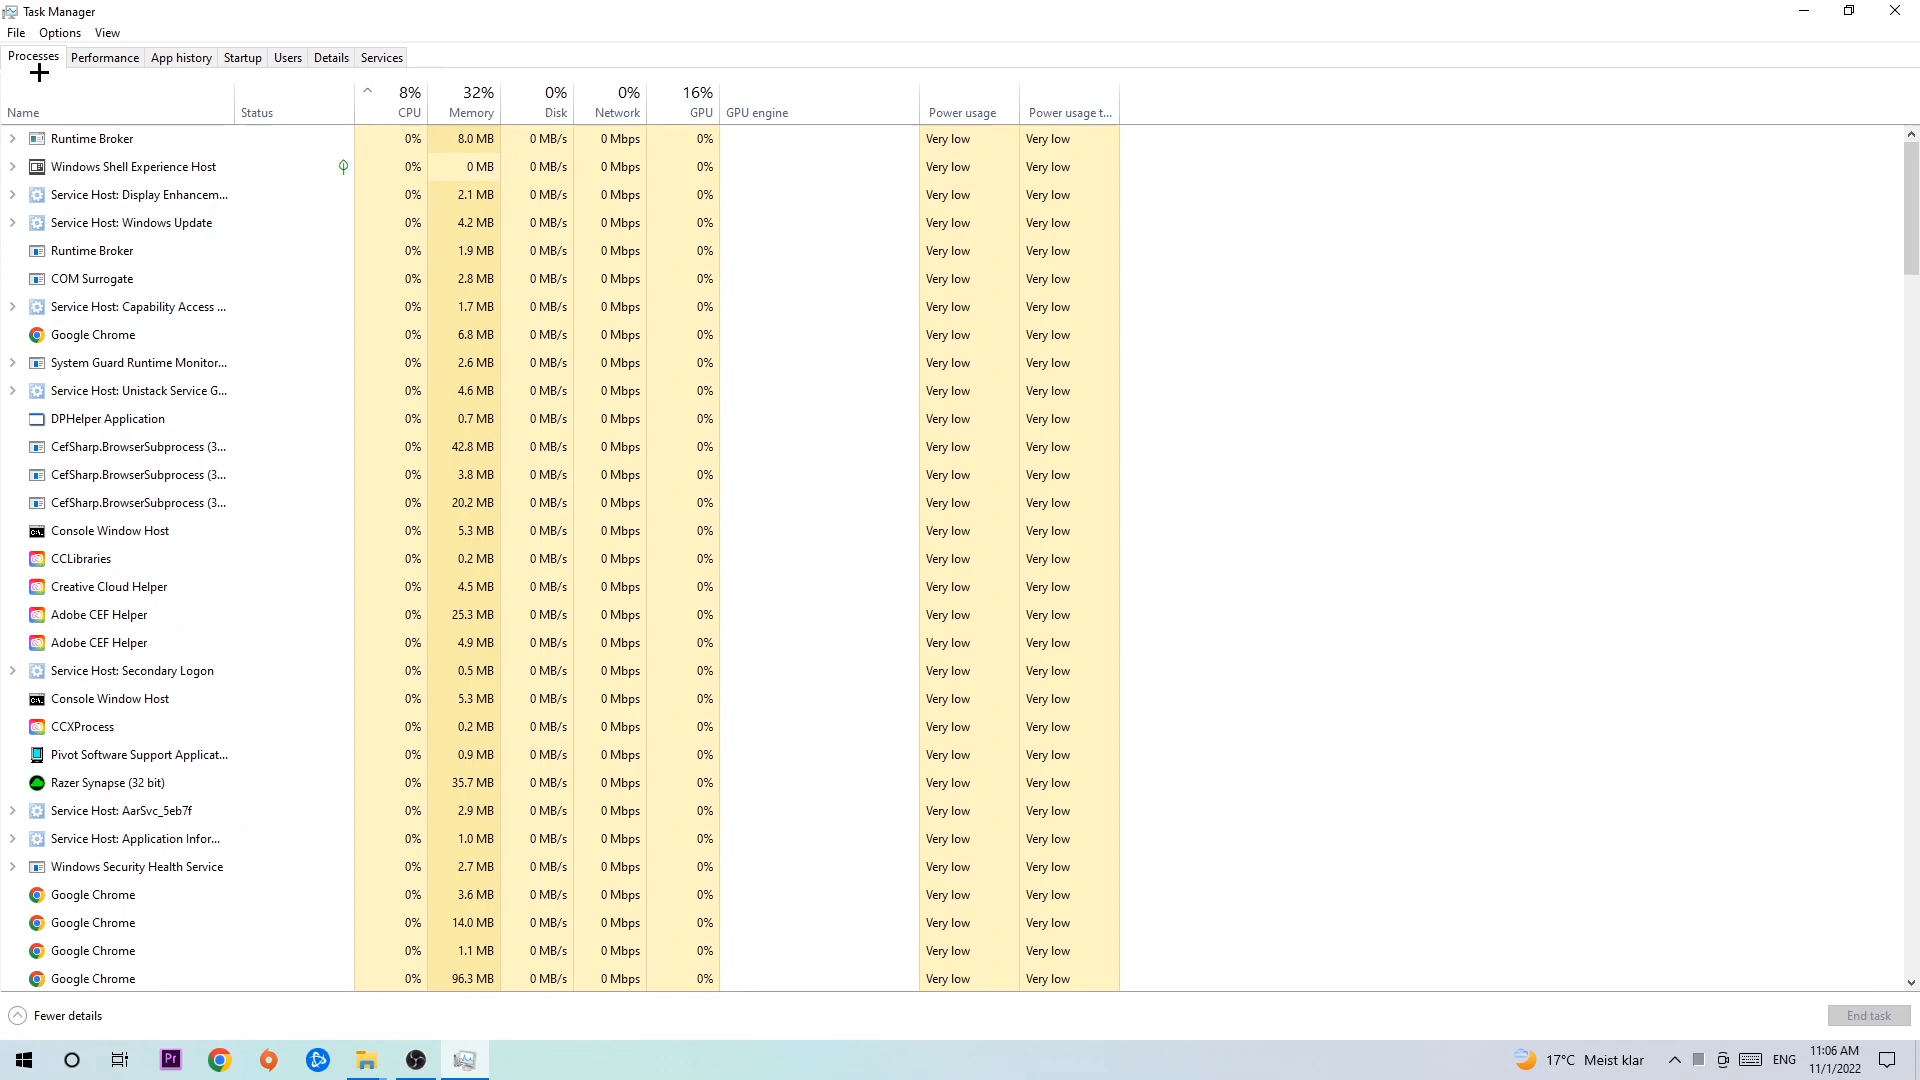 Task Manager
File Options View
Processes Performance App history Startup Users Details Services
8% 32% 0% 0% 16%
Name Status CPU Memory Disk Network GPU GPU engine Power usage Power usage t...
Runtime Broker 0% 8.0 MB 0 MB/s 0 Mbps 0% Very low Very low
Windows Shell Experience Host 0% 0 MB 0 MB/s 0 Mbps 0% Very low Very low
Service Host: Display Enhancem... 0% 2.1 MB 0 MB/s 0 Mbps 0% Very low Very low
Service Host: Windows Update 0% 4.2 MB 0 MB/s 0 Mbps 0% Very low Very low
Runtime Broker 0% 1.9 MB 0 MB/s 0 Mbps 0% Very low Very low
COM Surrogate 0% 2.8 MB 0 MB/s 0 Mbps 0% Very low Very low
Service Host: Capability Access ... 0% 1.7 MB 0 MB/s 0 Mbps 0% Very low Very low
Google Chrome 0% 6.8 MB 0 MB/s 0 Mbps 0% Very low Very low
System Guard Runtime Monitor... 0% 2.6 MB 0 MB/s 0 Mbps 0% Very low Very low
Service Host: Unistack Service G... 0% 4.6 MB 0 MB/s 0 Mbps 0% Very low Very low
DPHelper Application 0% 0.7 MB 0 MB/s 0 Mbps 0% Very low Very low
CefSharp.BrowserSubprocess (3... 0% 42.8 MB 0 MB/s 0 Mbps 0% Very low Very low
CefSharp.BrowserSubprocess (3... 0% 3.8 MB 0 MB/s 0 Mbps 0% Very low Very low
CefSharp.BrowserSubprocess (3... 0% 20.2 MB 0 MB/s 0 Mbps 0% Very low Very low
Console Window Host 0% 5.3 MB 0 MB/s 0 Mbps 0% Very low Very low
CCLibraries 0% 0.2 MB 0 MB/s 0 Mbps 0% Very low Very low
Creative Cloud Helper 0% 4.5 MB 0 MB/s 0 Mbps 0% Very low Very low
Adobe CEF Helper 0% 25.3 MB 0 MB/s 0 Mbps 0% Very low Very low
Adobe CEF Helper 0% 4.9 MB 0 MB/s 0 Mbps 0% Very low Very low
Service Host: Secondary Logon 0% 0.5 MB 0 MB/s 0 Mbps 0% Very low Very low
Console Window Host 0% 5.3 MB 0 MB/s 0 Mbps 0% Very low Very low
CCXProcess 0% 0.2 MB 0 MB/s 0 Mbps 0% Very low Very low
Pivot Software Support Applicat... 0% 0.9 MB 0 MB/s 0 Mbps 0% Very low Very low
Razer Synapse (32 bit) 0% 35.7 MB 0 MB/s 0 Mbps 0% Very low Very low
Service Host: AarSvc_5eb7f 0% 2.9 MB 0 MB/s 0 Mbps 0% Very low Very low
Service Host: Application Infor... 0% 1.0 MB 0 MB/s 0 Mbps 0% Very low Very low
Windows Security Health Service 0% 2.7 MB 0 MB/s 0 Mbps 0% Very low Very low
Google Chrome 0% 3.6 MB 0 MB/s 0 Mbps 0% Very low Very low
Google Chrome 0% 14.0 MB 0 MB/s 0 Mbps 0% Very low Very low
Google Chrome 0% 1.1 MB 0 MB/s 0 Mbps 0% Very low Very low
Google Chrome 0% 96.3 MB 0 MB/s 0 Mbps 0% Very low Very low
Fewer details End task
Pr 17°C Meist klar ENG 11:06 AM
11/1/2022